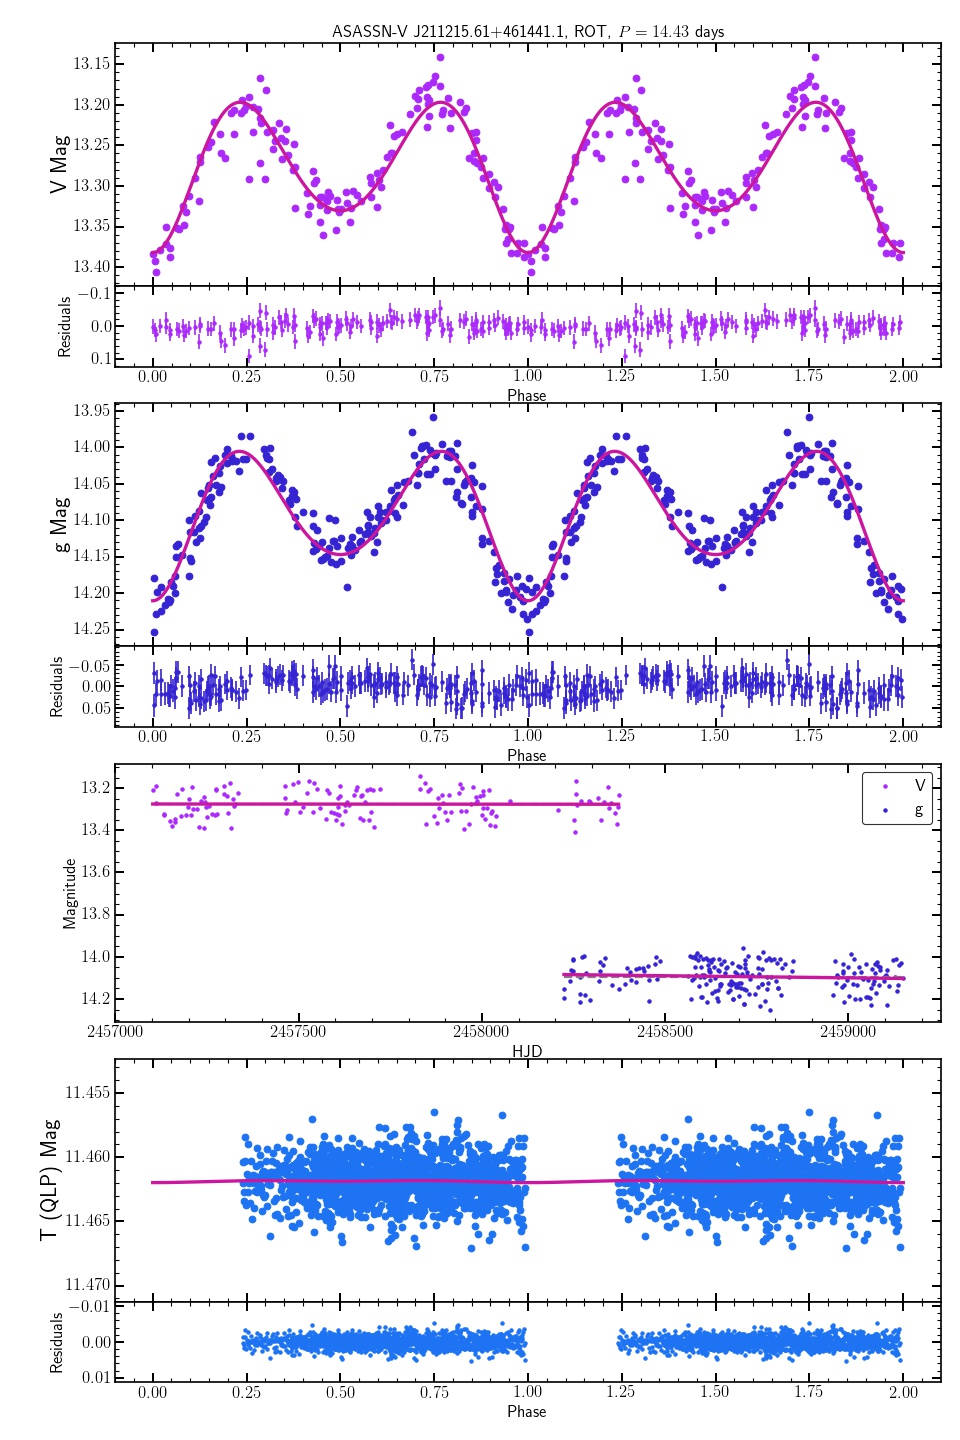 ASASSN-V J211215.61+461441.1, ROT, P = 14.43 days
V Mag
13.15
13.20
13.25
13.30
13.35
13.40
Residuals
−0.1
0.0
0.1
0.00 0.25 0.50 0.75 1.00 1.25 1.50 1.75 2.00
Phase
g Mag
13.95
14.00
14.05
14.10
14.15
14.20
14.25
Residuals
−0.05
0.00
0.05
0.00 0.25 0.50 0.75 1.00 1.25 1.50 1.75 2.00
Phase
Magnitude
13.2
13.4
13.6
13.8
14.0
14.2
V
g
2457000 2457500 2458000 2458500 2459000
HJD
T (QLP) Mag
11.455
11.460
11.465
11.470
Residuals
−0.01
0.00
0.01
0.00 0.25 0.50 0.75 1.00 1.25 1.50 1.75 2.00
Phase